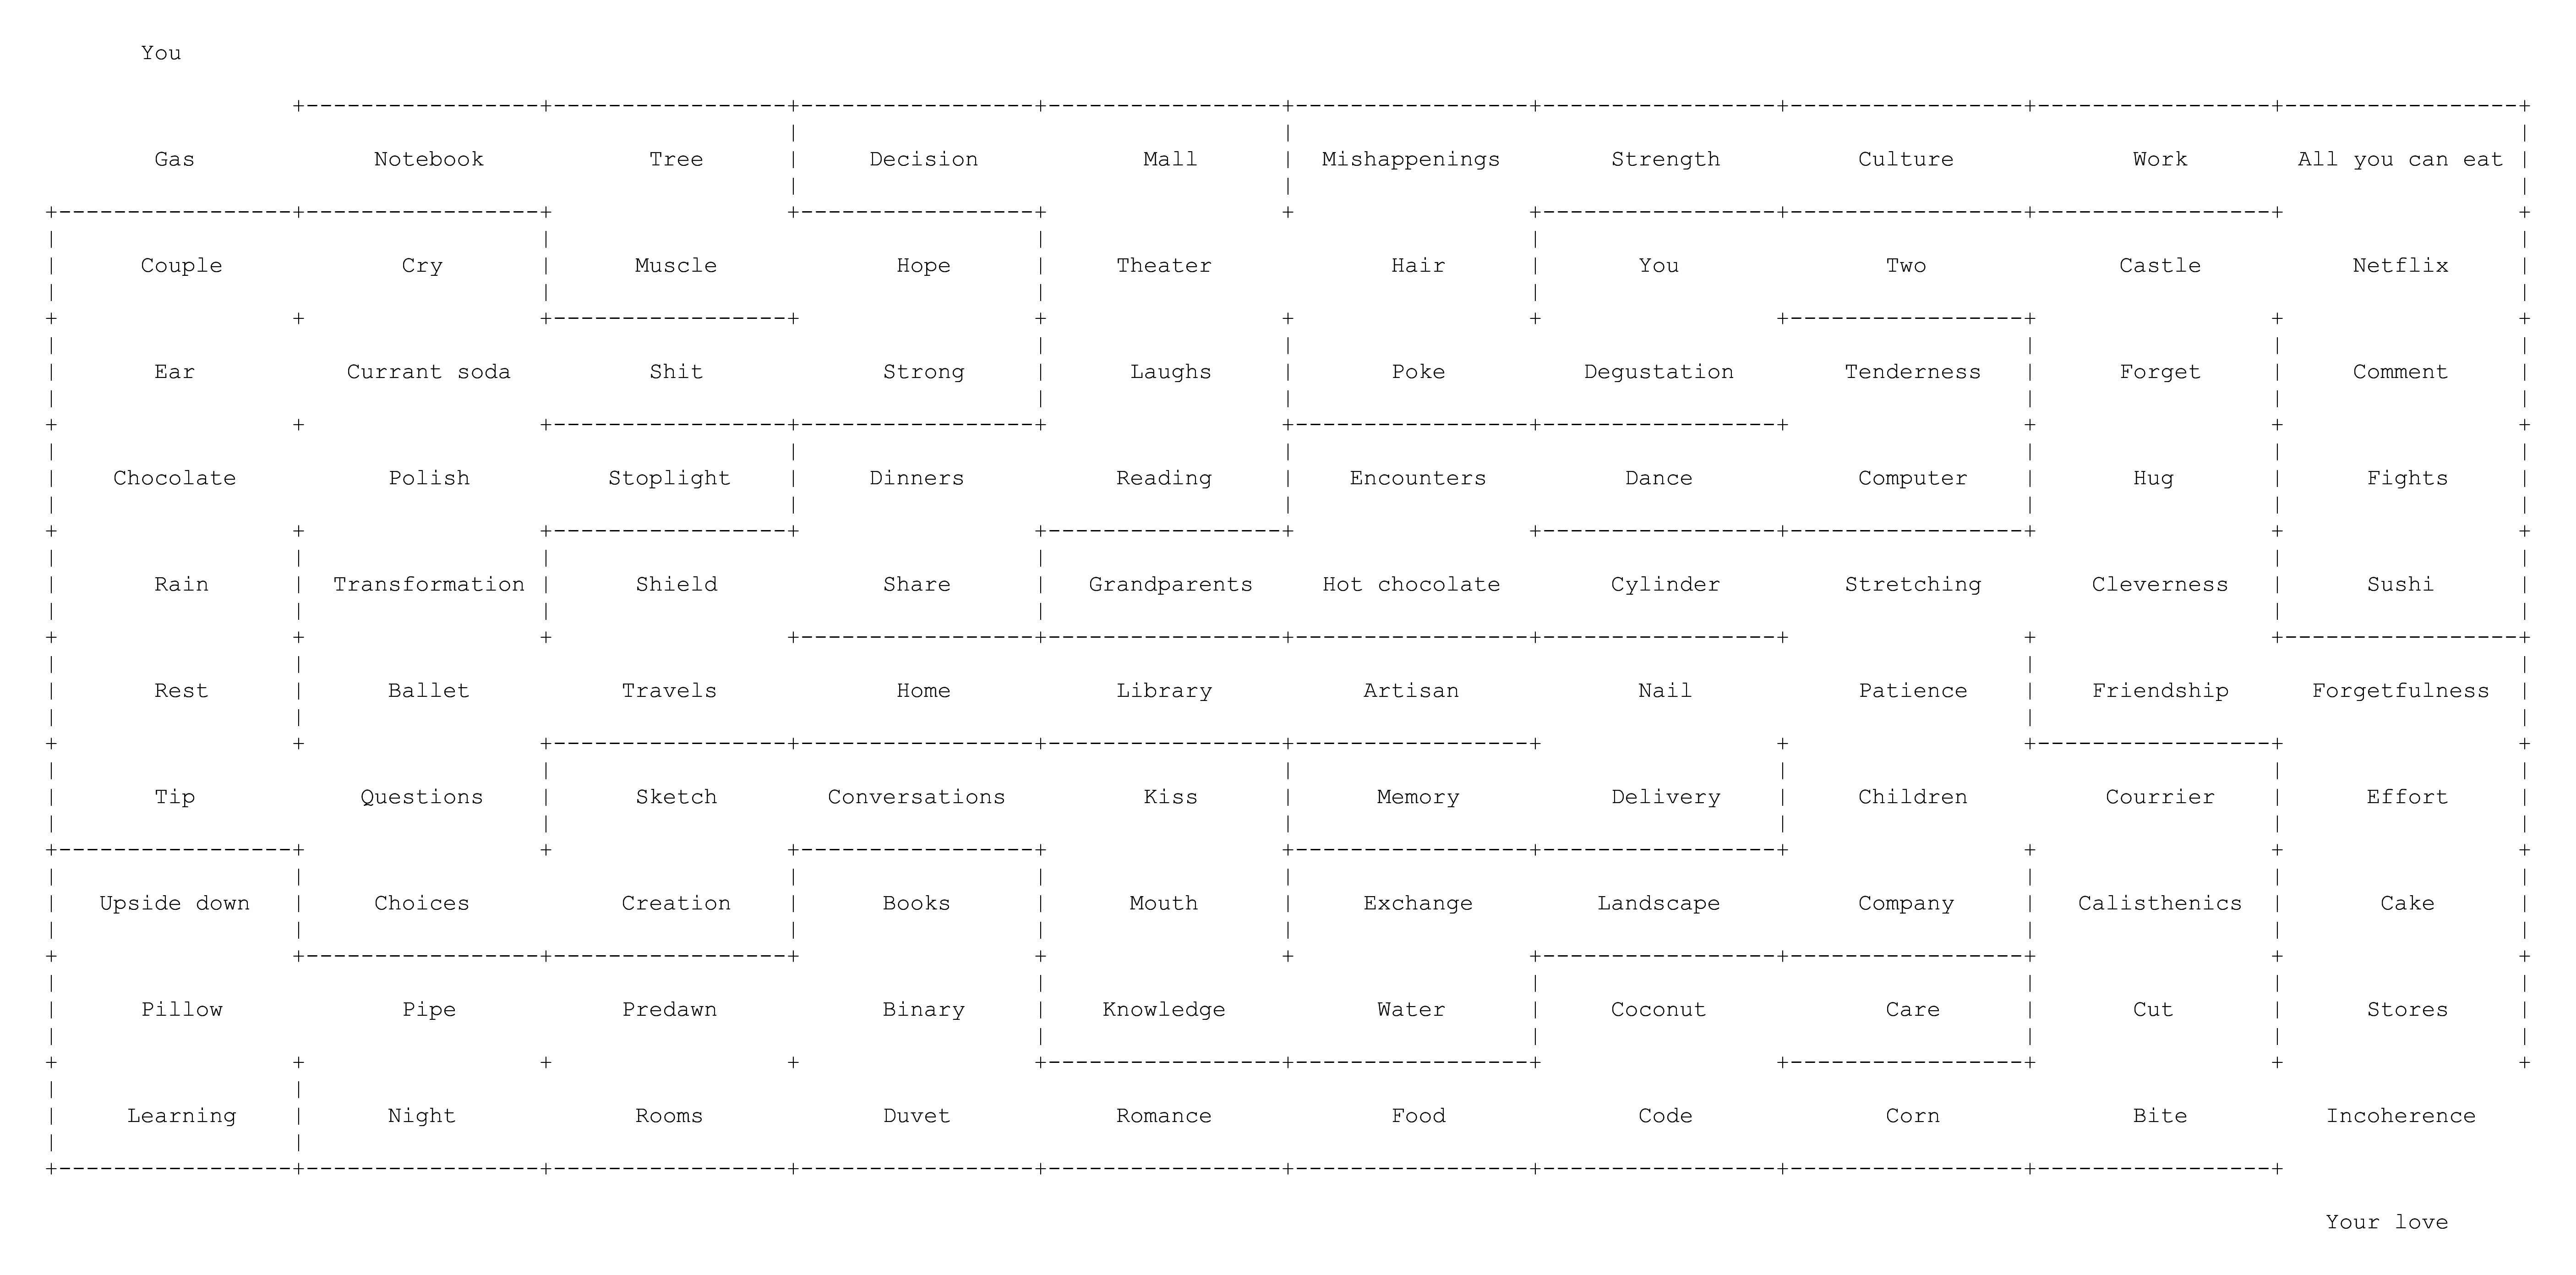 You
Gas Notebook Tree Decision Mall Mishappenings Strength Culture Work All you can eat
Couple Cry Muscle Hope Theater Hair You Two Castle Netflix
Ear Currant soda Shit Strong Laughs Poke Degustation Tenderness Forget Comment
Chocolate Polish Stoplight Dinners Reading Encounters Dance Computer Hug Fights
Rain Transformation Shield Share Grandparents Hot chocolate Cylinder Stretching Cleverness Sushi
Rest Ballet Travels Home Library Artisan Nail Patience Friendship Forgetfulness
Tip Questions Sketch Conversations Kiss Memory Delivery Children Courrier Effort
Upside down Choices Creation Books Mouth Exchange Landscape Company Calisthenics Cake
Pillow Pipe Predawn Binary Knowledge Water Coconut Care Cut Stores
Learning Night Rooms Duvet Romance Food Code Corn Bite Incoherence
Your love